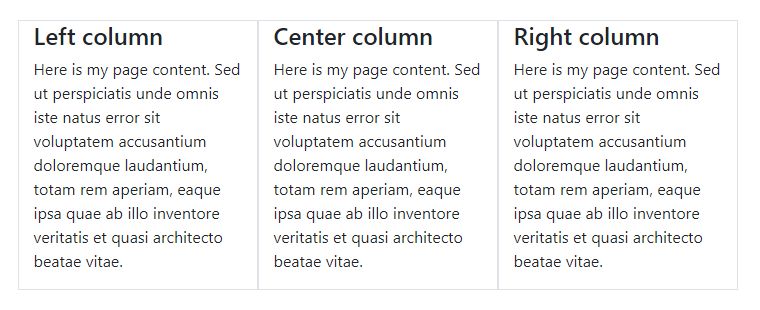 Left column
Here is my page content. Sed
ut perspiciatis unde omnis
iste natus error sit
voluptatem accusantium
doloremque laudantium,
totam rem aperiam, eaque
ipsa quae ab illo inventore
veritatis et quasi architecto
beatae vitae.
Center column
Here is my page content. Sed
ut perspiciatis unde omnis
iste natus error sit
voluptatem accusantium
doloremque laudantium,
totam rem aperiam, eaque
ipsa quae ab illo inventore
veritatis et quasi architecto
beatae vitae.
Right column
Here is my page content. Sed
ut perspiciatis unde omnis
iste natus error sit
voluptatem accusantium
doloremque laudantium,
totam rem aperiam, eaque
ipsa quae ab illo inventore
veritatis et quasi architecto
beatae vitae.